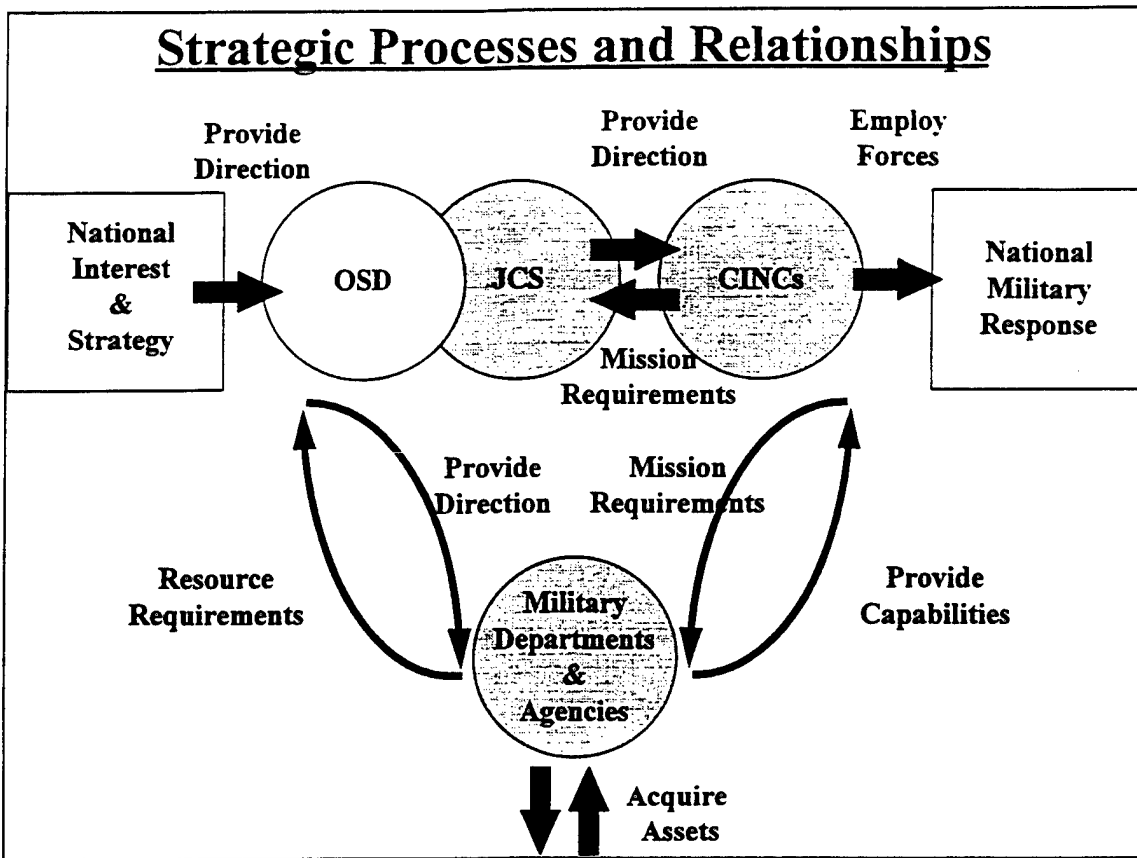 Strategic Processes and Relationships
Provide
Direction
Provide
Direction
Employ
Forces
National
Interest
&
Strategy
OSD
JCS
CINCs
National
Military
Response
Mission
Requirements
Provide
Direction
Mission
Requirements
Resource
Requirements
Military
Departments
&
Agencies
Provide
Capabilities
Acquire
Assets